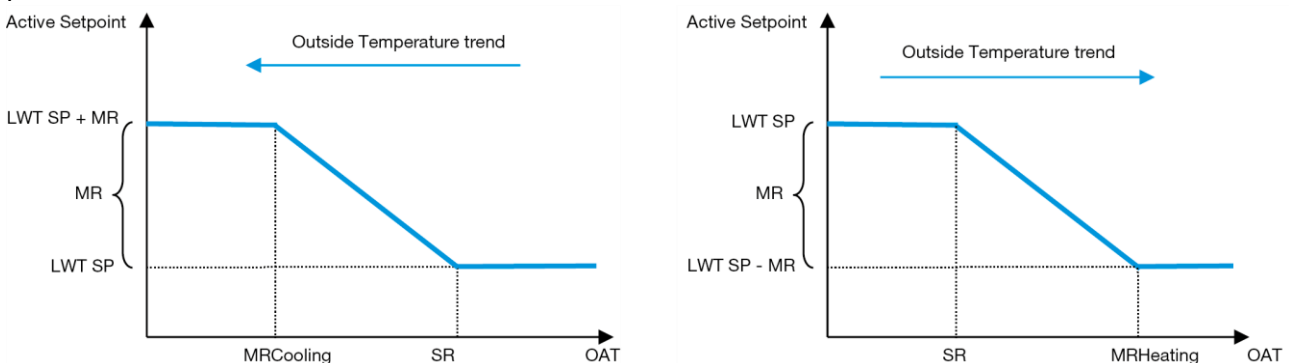 Active Setpoint
Outside Temperature trend
LWT SP + MR
MR
LWT SP
MRCooling
SR
OAT
Active Setpoint
Outside Temperature trend
LWT SP
MR
LWT SP - MR
SR
MRHeating
OAT